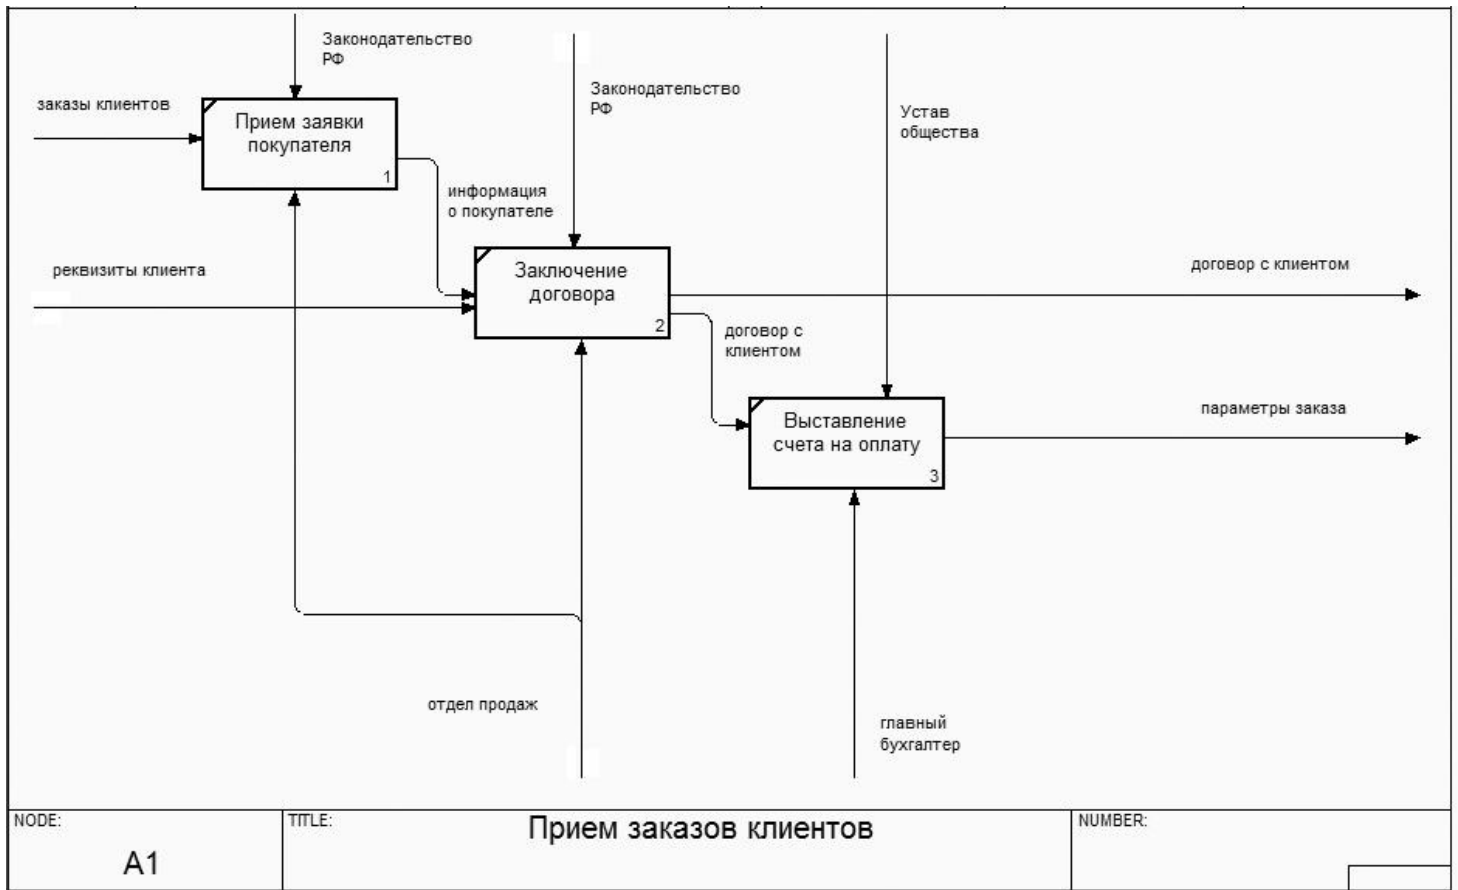 Законодательство
РФ
заказы клиентов
Прием заявки
покупателя
1
Законодательство
РФ
Устав
общества
информация
о покупателе
реквизиты клиента
Заключение
договора
2
договор с клиентом
договор с
клиентом
Выставление
счета на оплату
3
параметры заказа
отдел продаж
главный
бухгалтер
NODE:
A1
TITLE:
Прием заказов клиентов
NUMBER: